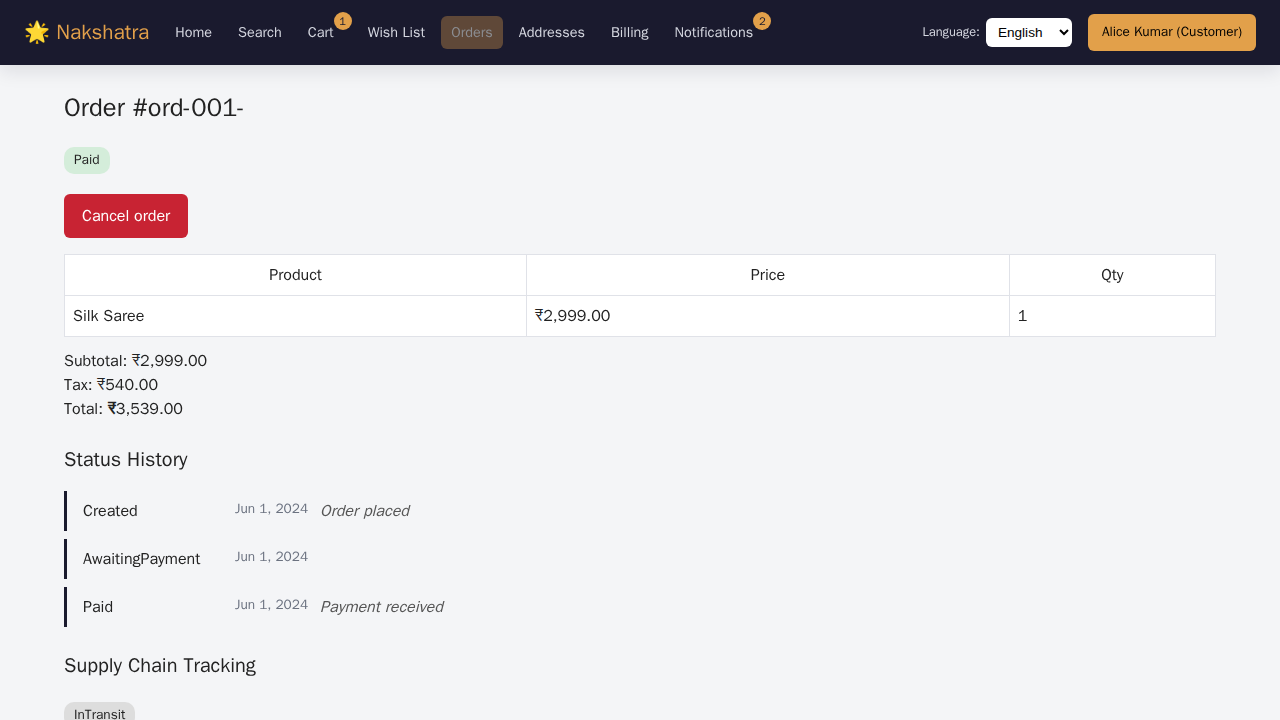 🌟 Nakshatra Home Search Cart 1 Wish List Orders Addresses Billing Notifications 2 Language: English Alice Kumar (Customer)
Order #ord-001-
Paid
Cancel order
Product Price Qty
Silk Saree ₹2,999.00 1
Subtotal: ₹2,999.00
Tax: ₹540.00
Total: ₹3,539.00
Status History
Created Jun 1, 2024 Order placed
AwaitingPayment Jun 1, 2024
Paid Jun 1, 2024 Payment received
Supply Chain Tracking
InTransit